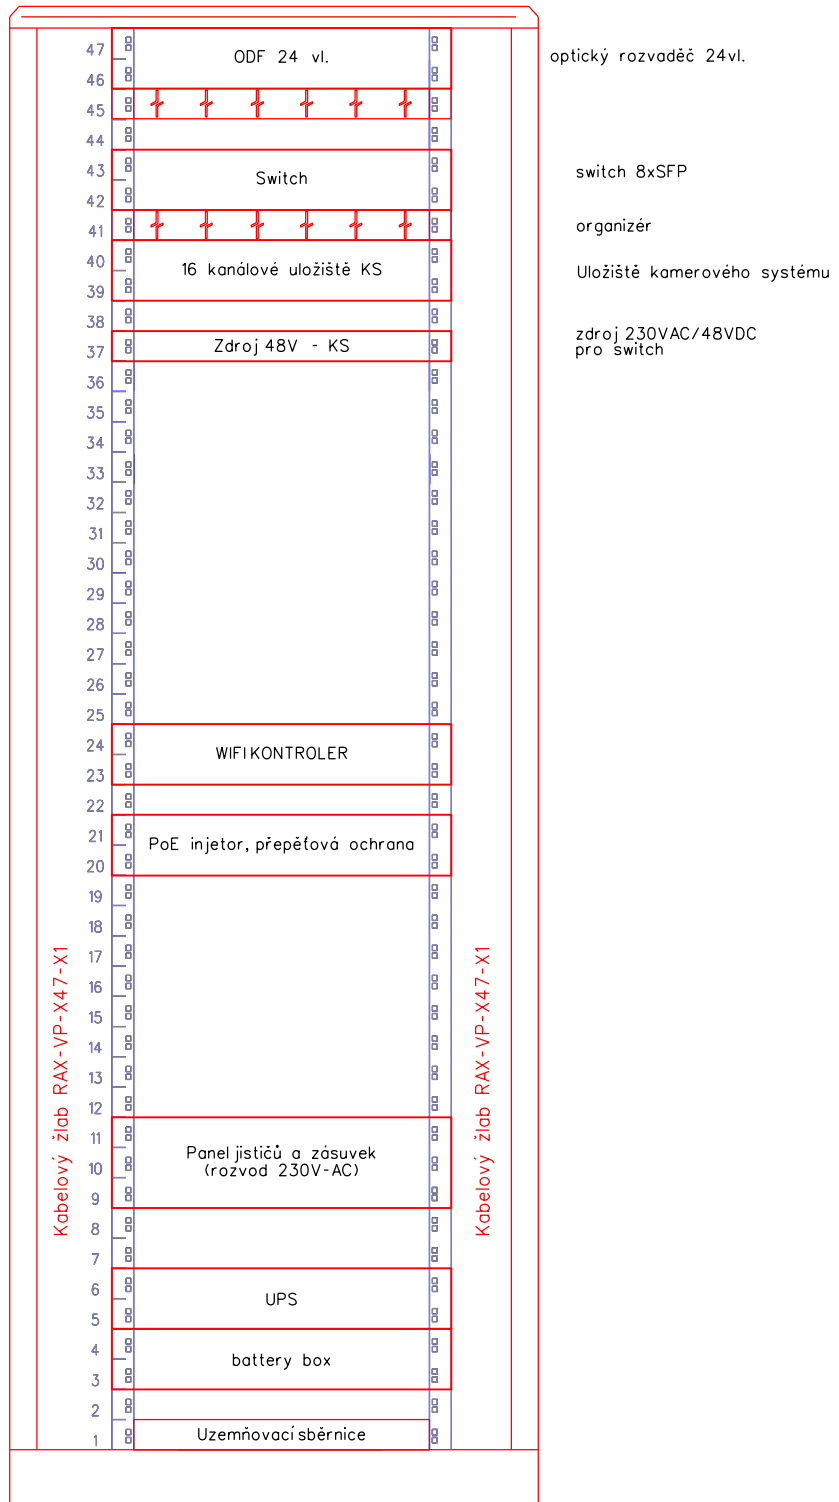 47
ODF 24 vl.
optický rozvaděč 24vl.
46
45
44
43
Switch
switch 8xSFP
42
41
organizér
40
16 kanálové uložiště KS
Uložiště kamerového systému
39
38
37
Zdroj 48V - KS
zdroj 230VAC/48VDC
pro switch
36
35
34
33
32
31
30
29
28
27
26
25
24
WIFI KONTROLER
23
22
21
PoE injetor, přepěťová ochrana
20
19
18
17
16
15
14
13
12
11
Panel jističů a zásuvek
(rozvod 230V-AC)
10
9
8
7
6
UPS
5
4
battery box
3
2
1
Uzemňovací sběrnice
Kabelový žlab RAX-VP-X47-X1
Kabelový žlab RAX-VP-X47-X1